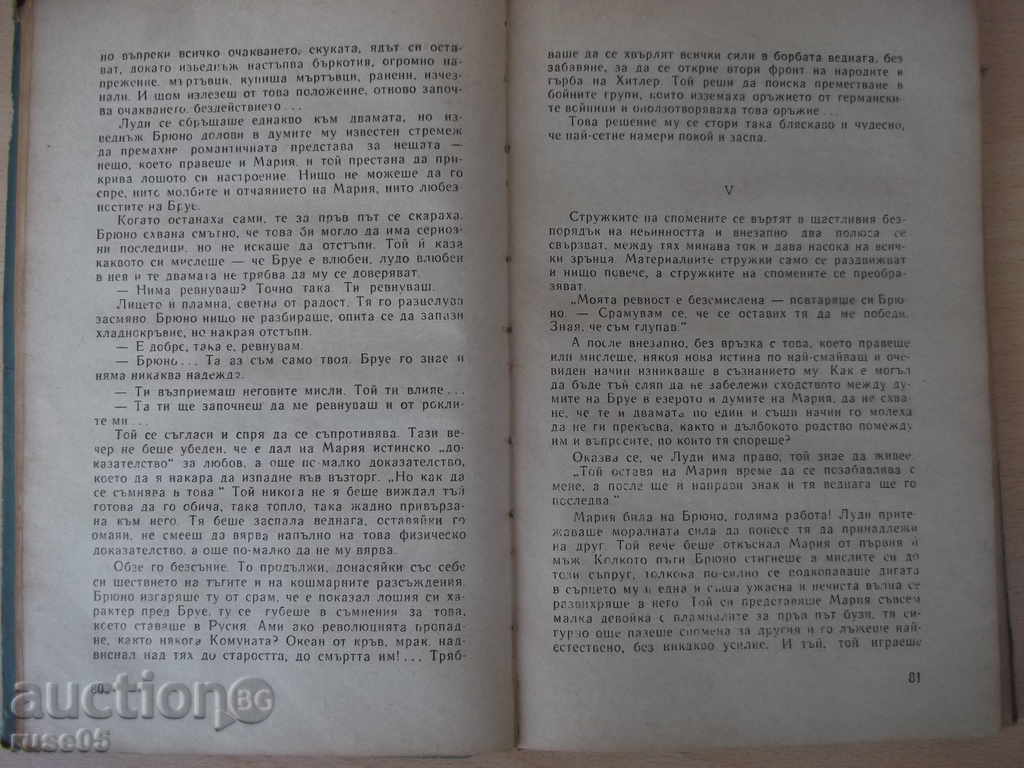 но въпреки всичко очакването, скуката, ядът си оста-
ват, докато изведнъж настъпва бъркотия, огромно на-
прежение, мъртъвци, купища мъртъвци, ранени, изчез-
нали. И щом излезеш от това положение, отново започ-
ва очакването, бездействието...
Луди се обръщаше еднакво към двамата, но из-
веднъж Брюно долови в думите му известен стремеж
да премахне романтичната представа за нещата —
нещо, което правеше и Мария, и той престана да при-
крива лошото си настроение. Нищо не можеше да го
спре, нито молбите и отчаянието на Мария, нито любез-
ностите на Бруе.
Когато останаха сами, те за пръв път се скараха.
Брюно схвана смътно, че това би могло да има сериоз-
ни последици, но не искаше да отстъпи. Той ѝ каза
каквото си мислеше — че Бруе е влюбен, лудо влюбен
в нея и те двамата не трябва да му се доверяват.
— Нима ревнуваш? Точно така. Ти ревнуваш.
Лицето ѝ пламна, светна от радост. Тя го разцелува
засмяно. Брюно нищо не разбираше, опита се да запази
хладнокръвие, но накрая отстъпи.
— Е добре, така е, ревнувам.
— Брюно... Та аз съм само твоя. Бруе го знае и
няма никаква надежда.
— Ти възприемаш неговите мисли. Той ти влияе...
— Та ти ще започнеш да ме ревнуваш и от роклите
ми...
Той се съгласи и спря да се съпротивява. Тази ве-
чер не беше убеден, че е дал на Мария истинско „до-
казателство“ за любов, а още по-малко доказателство,
което да я накара да изпадне във възторг. „Но как да
се съмнява в това“ Той никога не я беше виждал тъй
готова да го обича, така топло, така жадно привърза-
на към него. Тя беше заспала веднага, оставяйки го
омаян, не смееш да вярва напълно на това физическо
доказателство, а още по-малко да не му вярва.
Обзе го безсъние. То продължи, донасяйки със себе
си шествието на тъгите и на кошмарните разсъждения.
Брюно изгаряше ту от срам, че е показал лошия си ха-
рактер пред Бруе, ту се губеше в съмнения за това,
което ставаше в Русия. Ами ако революцията пропад-
не, както някога Комуната? Океан от кръв, мрак, над-
виснал над тях до старостта, до смъртта им!... Тряб-
80
ваше да се хвърлят всички сили в борбата веднага, без
забавяне, за да се открие втори фронт на народите и
гърба на Хитлер. Той реши да поиска преместване в
бойните групи, които изземаха оръжието от германски-
те войници и оползотворяваха това оръжие...
Това решение му се стори така бляскаво и чудесно,
че най-сетне намери покой и заспа.
V
Стружките на спомените се въртят в щастливия без-
порядък на невинността и внезапно два полюса се
свързват, между тях минава ток и дава насока на всич-
ки зрънца. Материалните стружки само се раздвижват
и нищо повече, а стружките на спомените се преобра-
зяват.
„Моята ревност е безсмислена — повтаряше си Брю-
но. — Срамувам се, че се оставих тя да ме победи.
Зная, че съм глупав.“
А после внезапно, без връзка с това, което правеше
или мислеше, някоя нова истина по най-смайващ и оче-
виден начин изникваше в съзнанието му. Как е могъл
да бъде тъй сляп да не забележи сходството между ду-
мите на Бруе в езерото и думите на Мария, да не схва-
не, че те и двамата по един и същи начин го молеха
да не ги прекъсва, както и дълбокото родство помежду
им и въпросите, по които тя спореше?
Оказва се, че Луди има право, той знае да живее.
„Той остави на Мария време да се позабавлява с
мене, а после ще ѝ направи знак и тя веднага ще го
последва.“
Мария била на Брюно, голяма работа! Луди прите-
жаваше моралната сила да понесе тя да принадлежи
на друг. Той вече беше откъснал Мария от първия ѝ
мъж. Колкото пъти Брюно стигнеше в мислите си до
този съпруг, толкова по-силно се подкопаваше дигата
в сърцето му и една и съща ужасна и нечиста вълна се
развихряше в него. Той си представяше Мария съвсем
малка девойка с пламналите за пръв път бузи, тя си-
гурно още пазеше спомена за другия и го лъжеше най-
естествено, без никакво усилие. И тъй, той играеше
81
auctionBG
ruse05